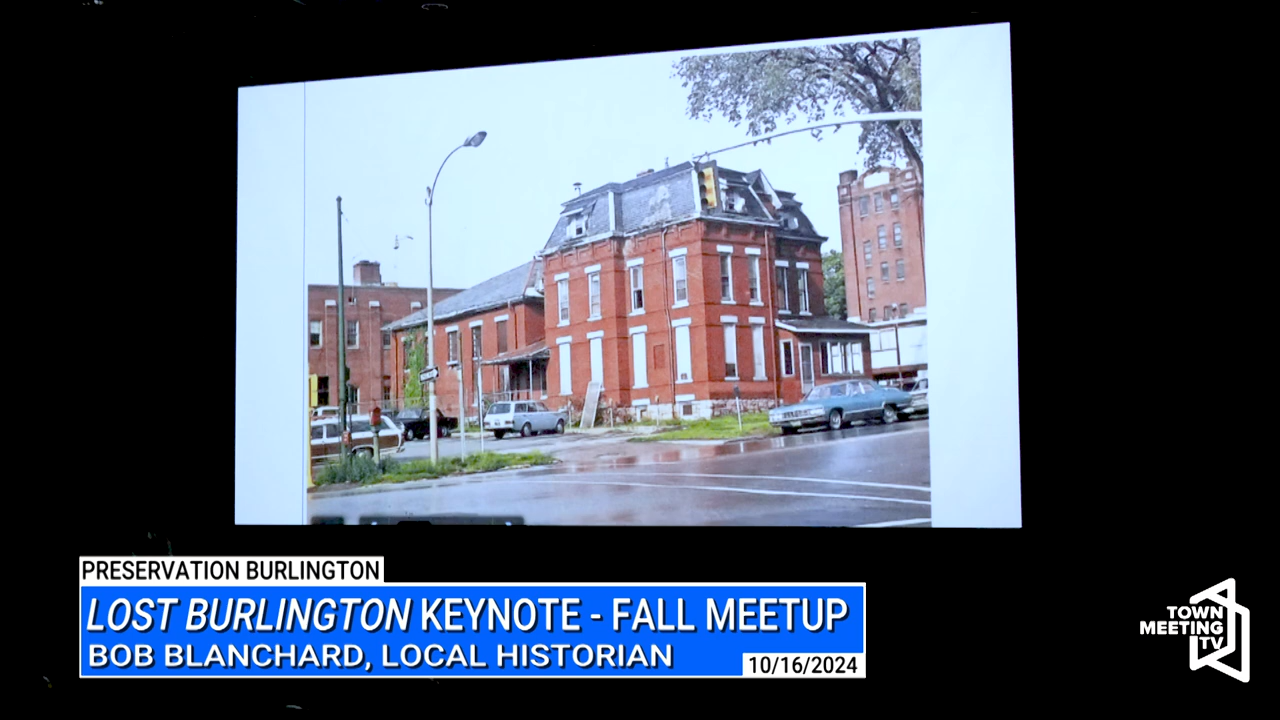 PRESERVATION BURLINGTON
LOST BURLINGTON KEYNOTE - FALL MEETUP
BOB BLANCHARD, LOCAL HISTORIAN
10/16/2024
TOWN
MEETING
TV